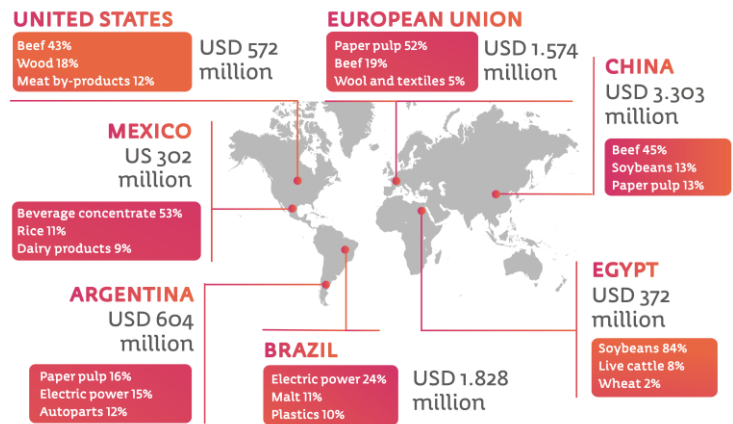 UNITED STATES
Beef 43%
Wood 18%
Meat by-products 12%
USD 572
million
EUROPEAN UNION
Paper pulp 52%
Beef 19%
Wool and textiles 5%
USD 1.574
million
CHINA
USD 3.303
million
Beef 45%
Soybeans 13%
Paper pulp 13%
MEXICO
US 302
million
Beverage concentrate 53%
Rice 11%
Dairy products 9%
ARGENTINA
USD 604
million
Paper pulp 16%
Electric power 15%
Autoparts 12%
BRAZIL
Electric power 24%
Malt 11%
Plastics 10%
USD 1.828
million
EGYPT
USD 372
million
Soybeans 84%
Live cattle 8%
Wheat 2%